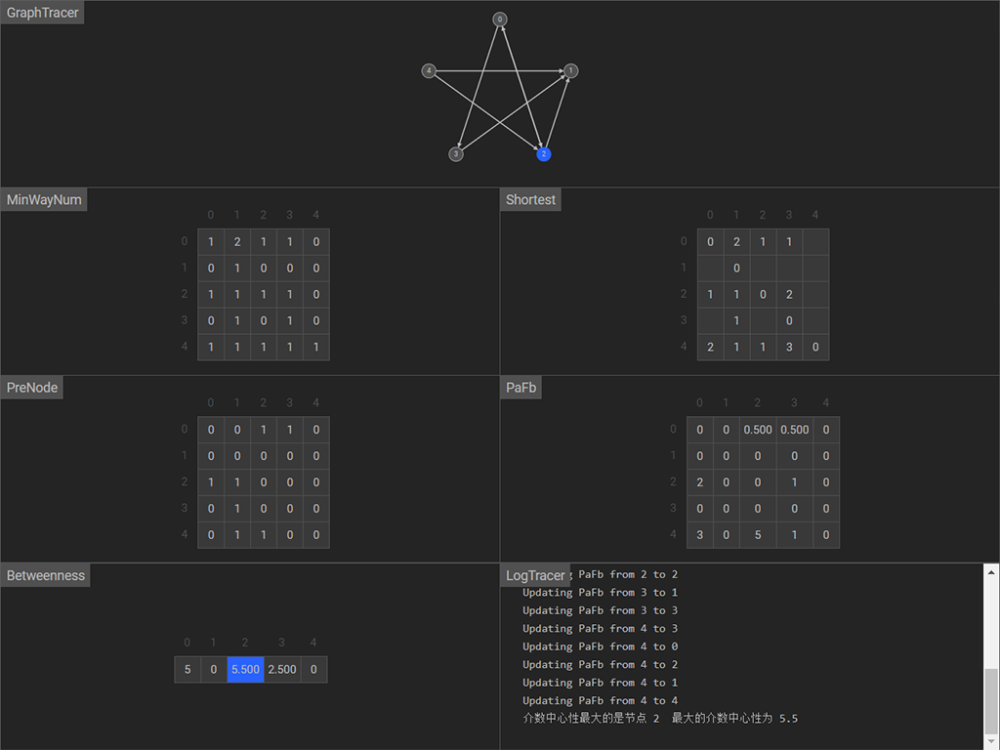 GraphTracer
0
4
1
3
2
MinWayNum
0 1 2 3 4
0 1 2 1 1 0
1 0 1 0 0 0
2 1 1 1 1 0
3 0 1 0 1 0
4 1 1 1 1 1
Shortest
0 1 2 3 4
0 0 2 1 1
1 0
2 1 1 0 2
3 1 0
4 2 1 1 3 0
PreNode
0 1 2 3 4
0 0 0 1 1 0
1 0 0 0 0 0
2 1 1 0 0 0
3 0 1 0 0 0
4 0 1 1 0 0
PaFb
0 1 2 3 4
0 0 0 0.500 0.500 0
1 0 0 0 0 0
2 2 0 0 1 0
3 0 0 0 0 0
4 3 0 5 1 0
Betweenness
0 1 2 3 4
5 0 5.500 2.500 0
LogTracer
PaFb from 2 to 2
Updating PaFb from 3 to 1
Updating PaFb from 3 to 3
Updating PaFb from 4 to 3
Updating PaFb from 4 to 0
Updating PaFb from 4 to 2
Updating PaFb from 4 to 1
Updating PaFb from 4 to 4
介数中心性最大的是节点 2 最大的介数中心性为 5.5